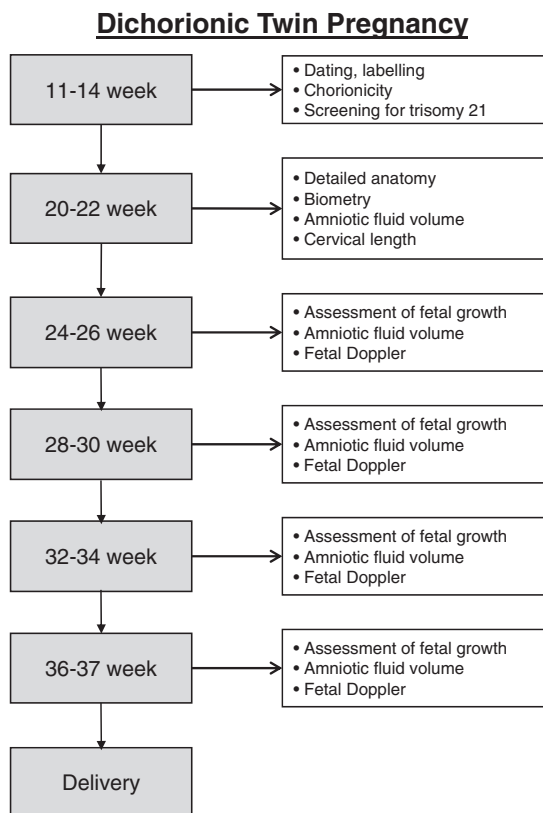 Dichorionic Twin Pregnancy
11-14 week
• Dating, labelling
• Chorionicity
• Screening for trisomy 21
20-22 week
• Detailed anatomy
• Biometry
• Amniotic fluid volume
• Cervical length
24-26 week
• Assessment of fetal growth
• Amniotic fluid volume
• Fetal Doppler
28-30 week
• Assessment of fetal growth
• Amniotic fluid volume
• Fetal Doppler
32-34 week
• Assessment of fetal growth
• Amniotic fluid volume
• Fetal Doppler
36-37 week
• Assessment of fetal growth
• Amniotic fluid volume
• Fetal Doppler
Delivery